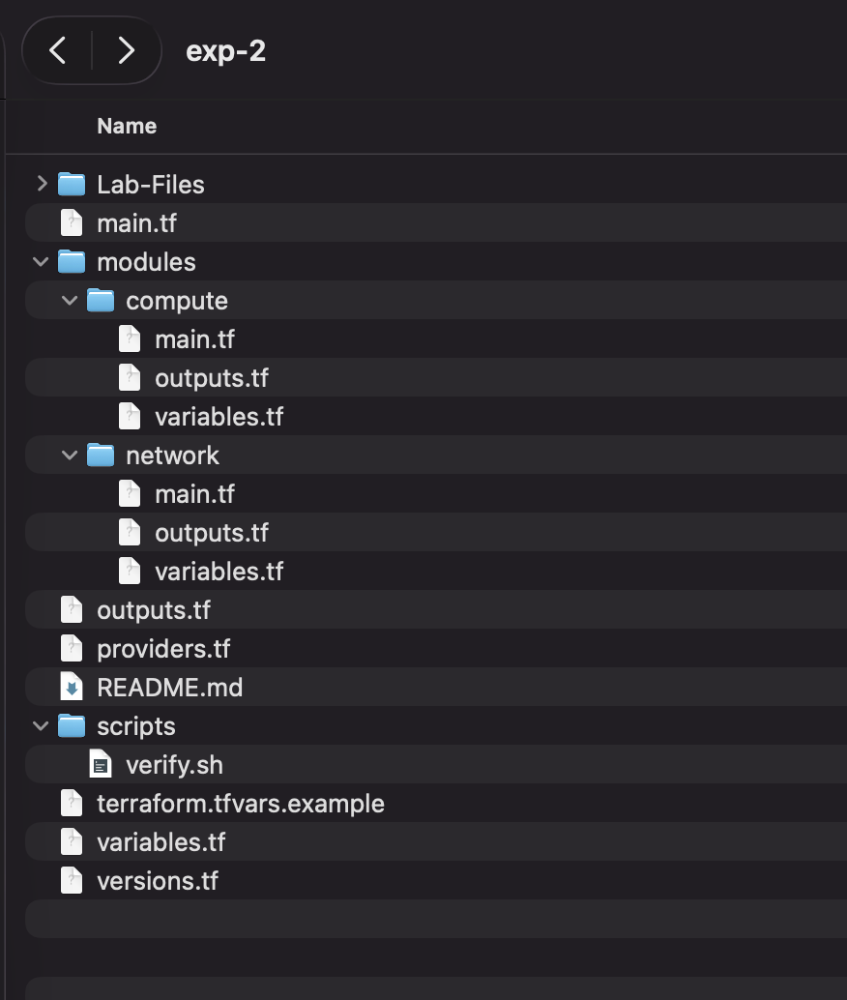 exp-2
Name
Lab-Files
main.tf
modules
compute
main.tf
outputs.tf
variables.tf
network
main.tf
outputs.tf
variables.tf
outputs.tf
providers.tf
README.md
scripts
verify.sh
terraform.tfvars.example
variables.tf
versions.tf